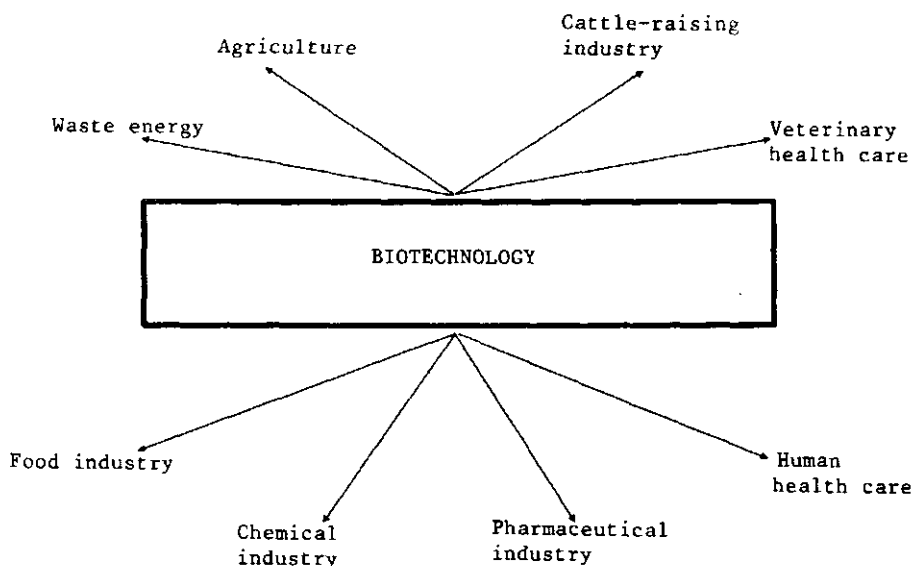 Cattle-raising
industry
Agriculture
Waste energy
Veterinary
health care
BIOTECHNOLOGY
Food industry
Human
health care
Chemical
industry
Pharmaceutical
industry